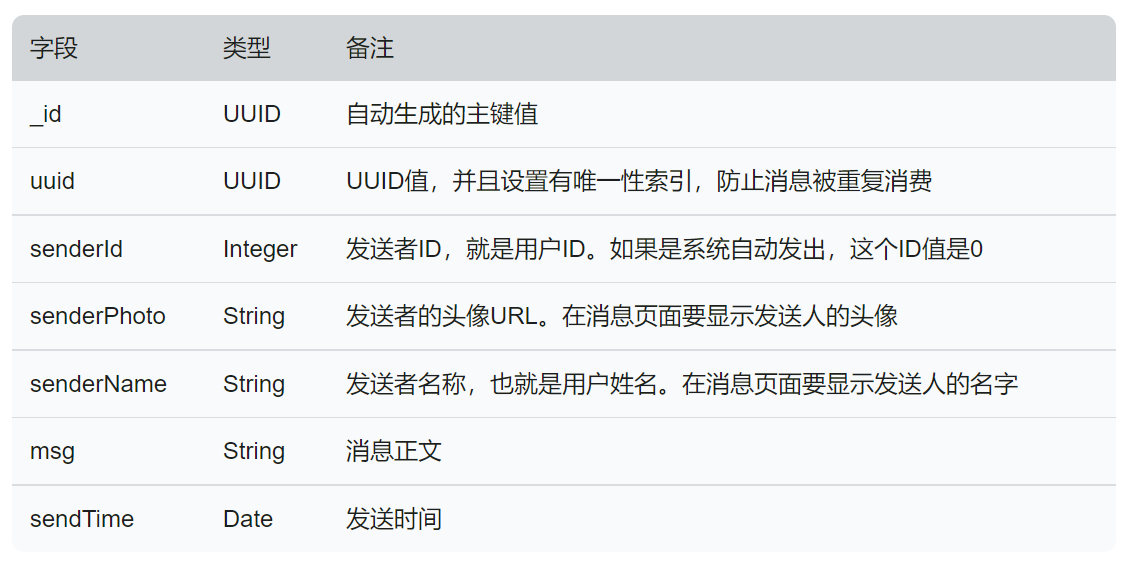 字段 类型 备注
_id UUID 自动生成的主键值
uuid UUID UUID值，并且设置有唯一性索引，防止消息被重复消费
senderId Integer 发送者ID，就是用户ID。如果是系统自动发出，这个ID值是0
senderPhoto String 发送者的头像URL。在消息页面要显示发送人的头像
senderName String 发送者名称，也就是用户姓名。在消息页面要显示发送人的名字
msg String 消息正文
sendTime Date 发送时间